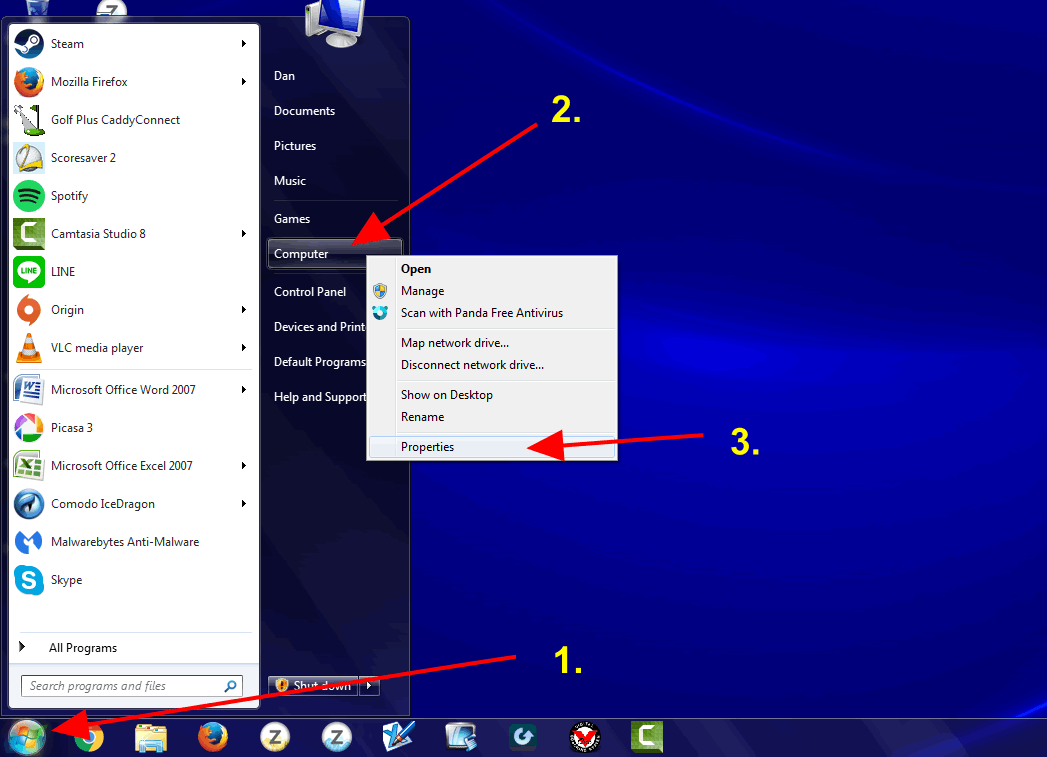 Steam
Mozilla Firefox
Golf Plus CaddyConnect
Scoresaver 2
Spotify
Camtasia Studio 8
LINE
LINE
Origin
VLC media player
Microsoft Office Word 2007
Picasa 3
Microsoft Office Excel 2007
Comodo IceDragon
Malwarebytes Anti-Malware
Skype
All Programs
Search programs and files
Dan
Documents
Pictures
Music
Games
Computer
Control Panel
Devices and Print
Default Programs
Help and Support
Shut down
Open
Manage
Scan with Panda Free Antivirus
Map network drive...
Disconnect network drive...
Show on Desktop
Rename
Properties
2.
3.
1.